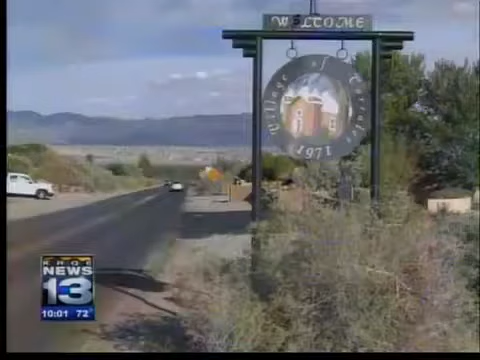 WELCOME
Village of Corrales
1971
KRQE
NEWS
13
10:01 72